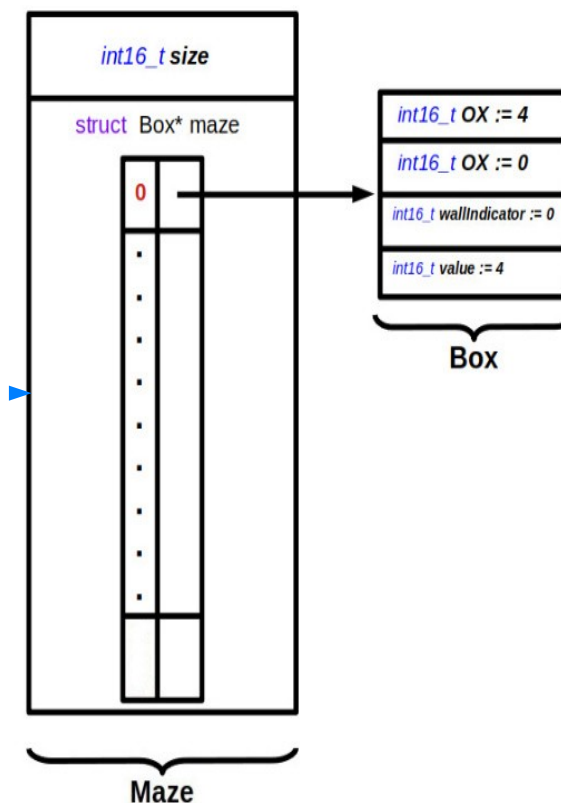 int16_t size
struct Box* maze
0
int16_t OX := 4
int16_t OX := 0
int16_t wallIndicator := 0
int16_t value := 4
Box
Maze